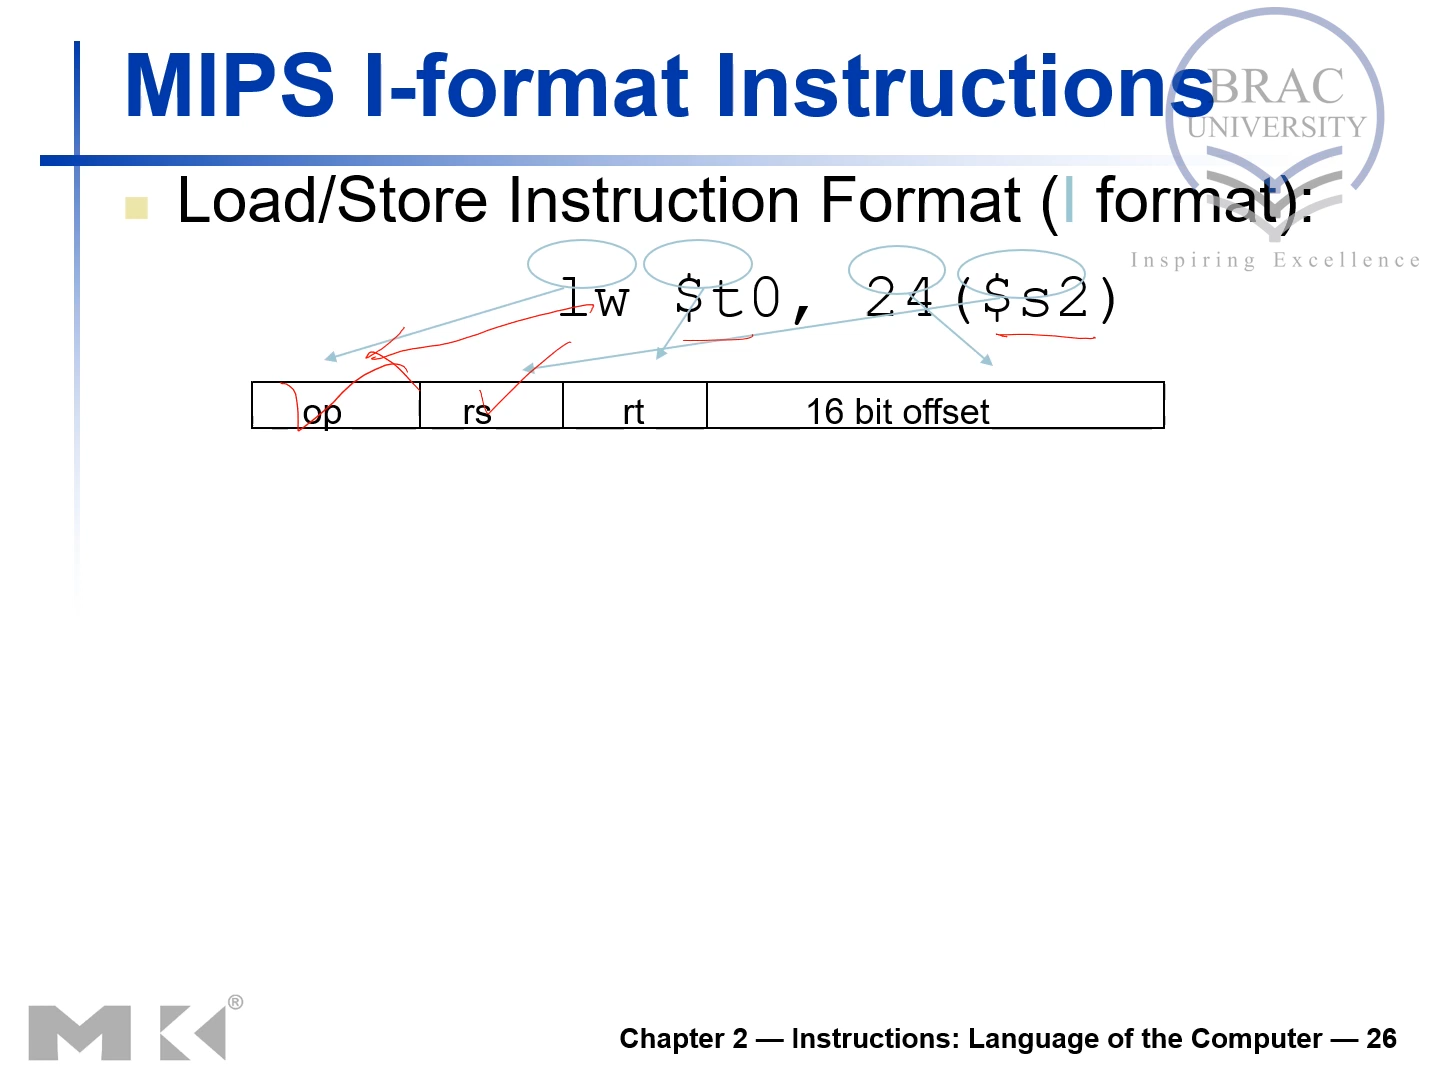 MIPS I-format Instructions
BRAC
UNIVERSITY
Inspiring Excellence
Load/Store Instruction Format (I format):
lw $t0, 24($s2)
op rs rt 16 bit offset
MK®
Chapter 2 — Instructions: Language of the Computer — 26